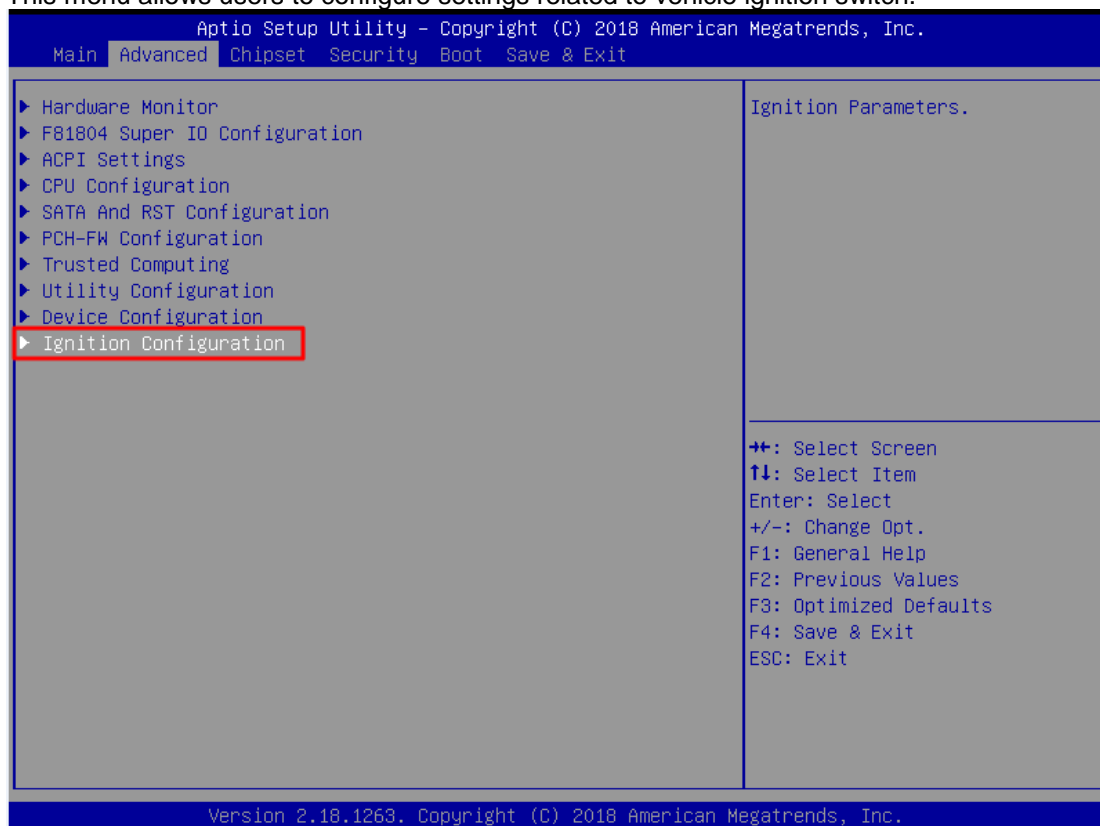 This menu allows users to configure settings related to vehicle ignition switch.
Aptio Setup Utility – Copyright (C) 2018 American Megatrends, Inc.
Main Advanced Chipset Security Boot Save & Exit
▶ Hardware Monitor
▶ F81804 Super IO Configuration
▶ ACPI Settings
▶ CPU Configuration
▶ SATA And RST Configuration
▶ PCH-FW Configuration
▶ Trusted Computing
▶ Utility Configuration
▶ Device Configuration
▶ Ignition Configuration
Ignition Parameters.
→←: Select Screen
↑↓: Select Item
Enter: Select
+/-: Change Opt.
F1: General Help
F2: Previous Values
F3: Optimized Defaults
F4: Save & Exit
ESC: Exit
Version 2.18.1263. Copyright (C) 2018 American Megatrends, Inc.